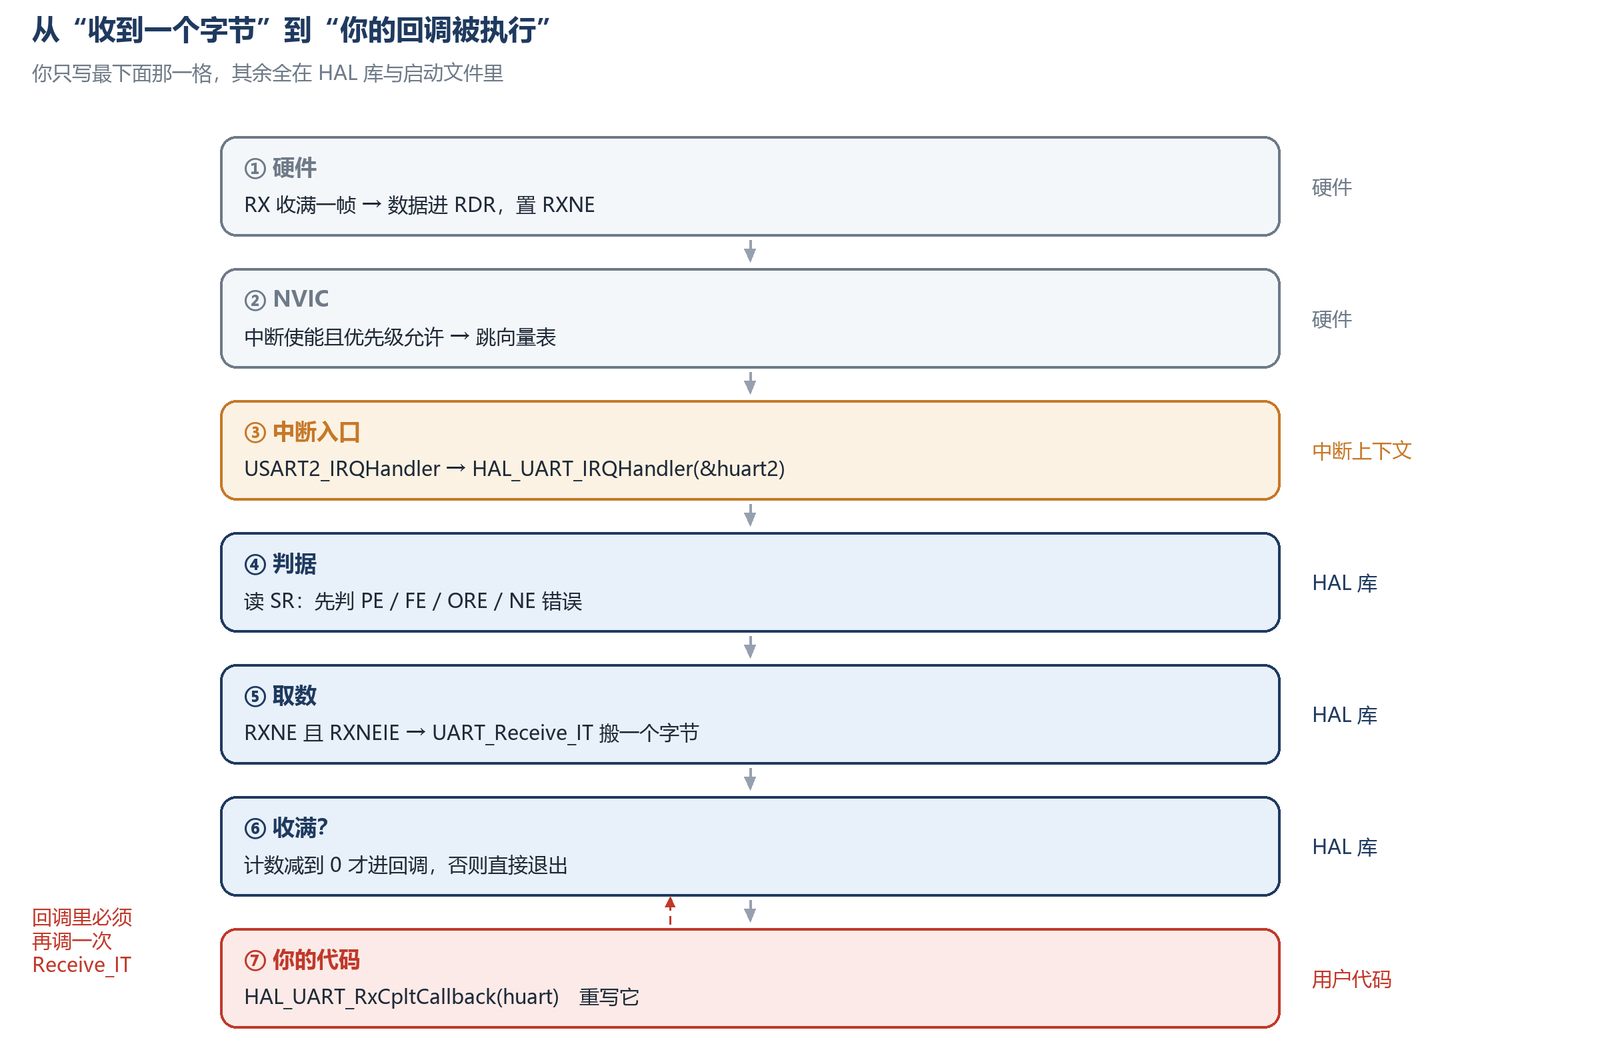 从“收到一个字节”到“你的回调被执行”
你只写最下面那一格，其余全在 HAL 库与启动文件里
① 硬件
RX 收满一帧 → 数据进 RDR，置 RXNE
硬件
② NVIC
中断使能且优先级允许 → 跳向量表
硬件
③ 中断入口
USART2_IRQHandler → HAL_UART_IRQHandler(&huart2)
中断上下文
④ 判据
读 SR：先判 PE / FE / ORE / NE 错误
HAL 库
⑤ 取数
RXNE 且 RXNEIE → UART_Receive_IT 搬一个字节
HAL 库
⑥ 收满?
计数减到 0 才进回调，否则直接退出
HAL 库
回调里必须
再调一次
Receive_IT
⑦ 你的代码
HAL_UART_RxCpltCallback(huart) 重写它
用户代码